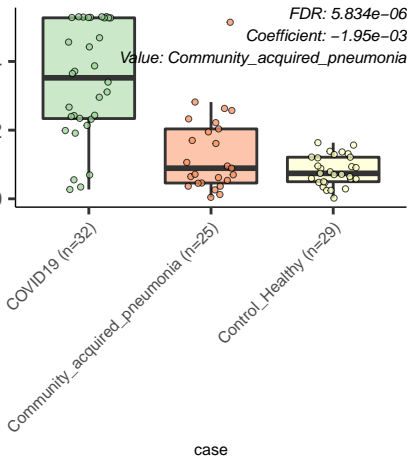 FDR: 5.834e−06
Coefficient: −1.95e−03
Value: Community_acquired_pneumonia
COVID19 (n=32)
Community_acquired_pneumonia (n=25)
Control_Healthy (n=29)
case